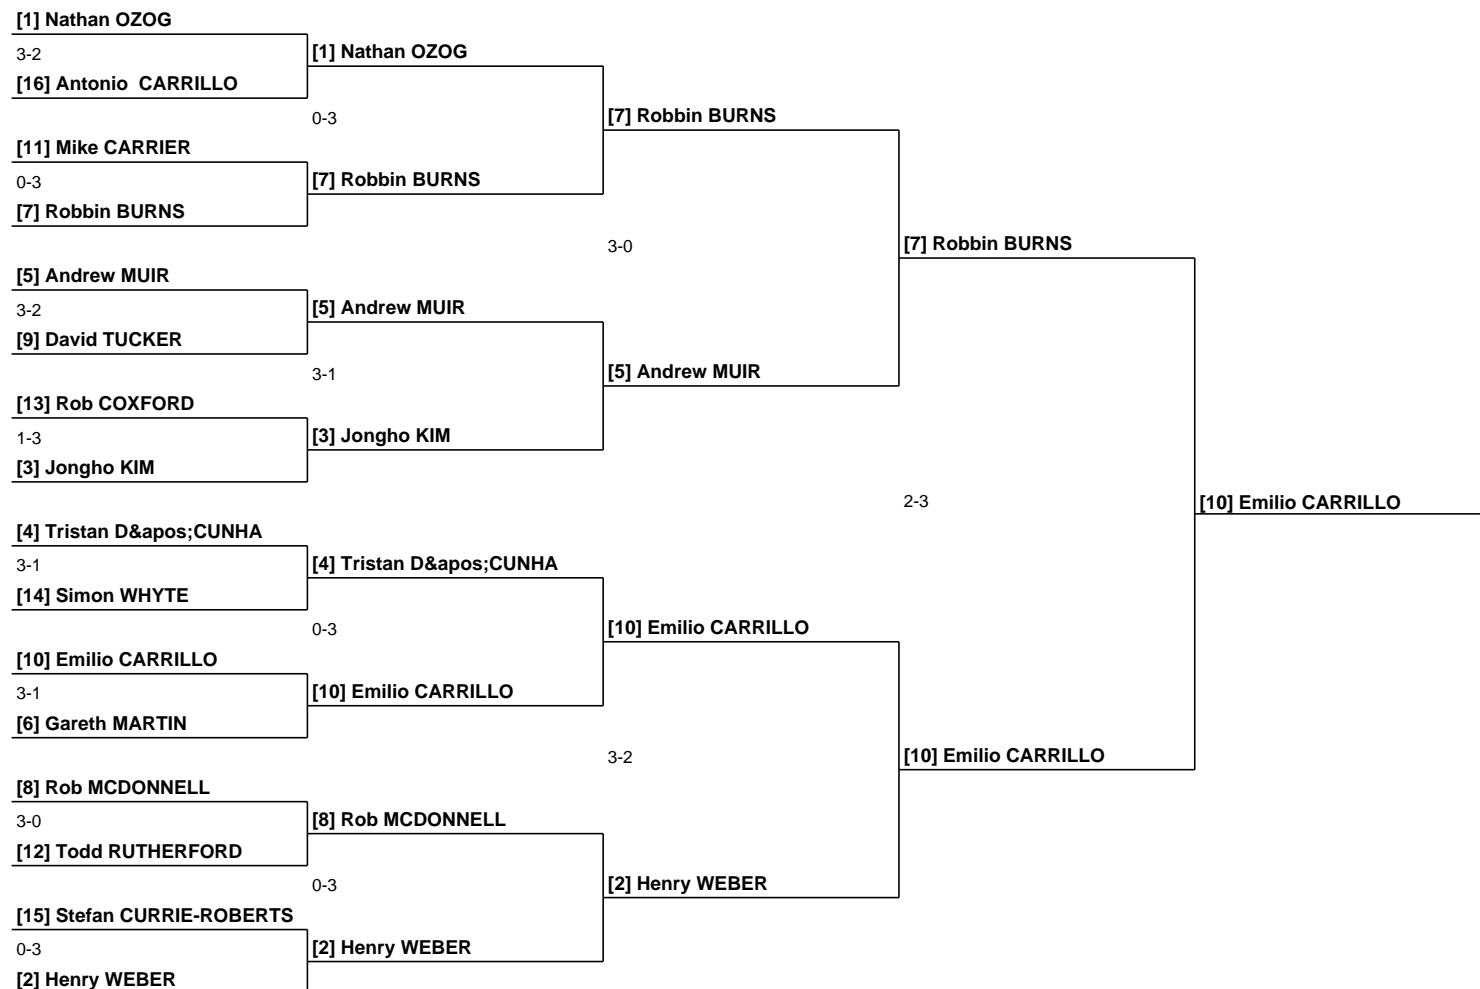 [1] Nathan OZOG
3-2
[16] Antonio  CARRILLO
[11] Mike CARRIER
0-3
[7] Robbin BURNS
[5] Andrew MUIR
3-2
[9] David TUCKER
[13] Rob COXFORD
1-3
[3] Jongho KIM
[4] Tristan D&apos;CUNHA
3-1
[14] Simon WHYTE
[10] Emilio CARRILLO
3-1
[6] Gareth MARTIN
[8] Rob MCDONNELL
3-0
[12] Todd RUTHERFORD
[15] Stefan CURRIE-ROBERTS
0-3
[2] Henry WEBER
[1] Nathan OZOG
0-3
[7] Robbin BURNS
[5] Andrew MUIR
3-1
[3] Jongho KIM
[4] Tristan D&apos;CUNHA
0-3
[10] Emilio CARRILLO
[8] Rob MCDONNELL
0-3
[2] Henry WEBER
[7] Robbin BURNS
3-0
[5] Andrew MUIR
[10] Emilio CARRILLO
3-2
[2] Henry WEBER
[7] Robbin BURNS
2-3
[10] Emilio CARRILLO
[10] Emilio CARRILLO